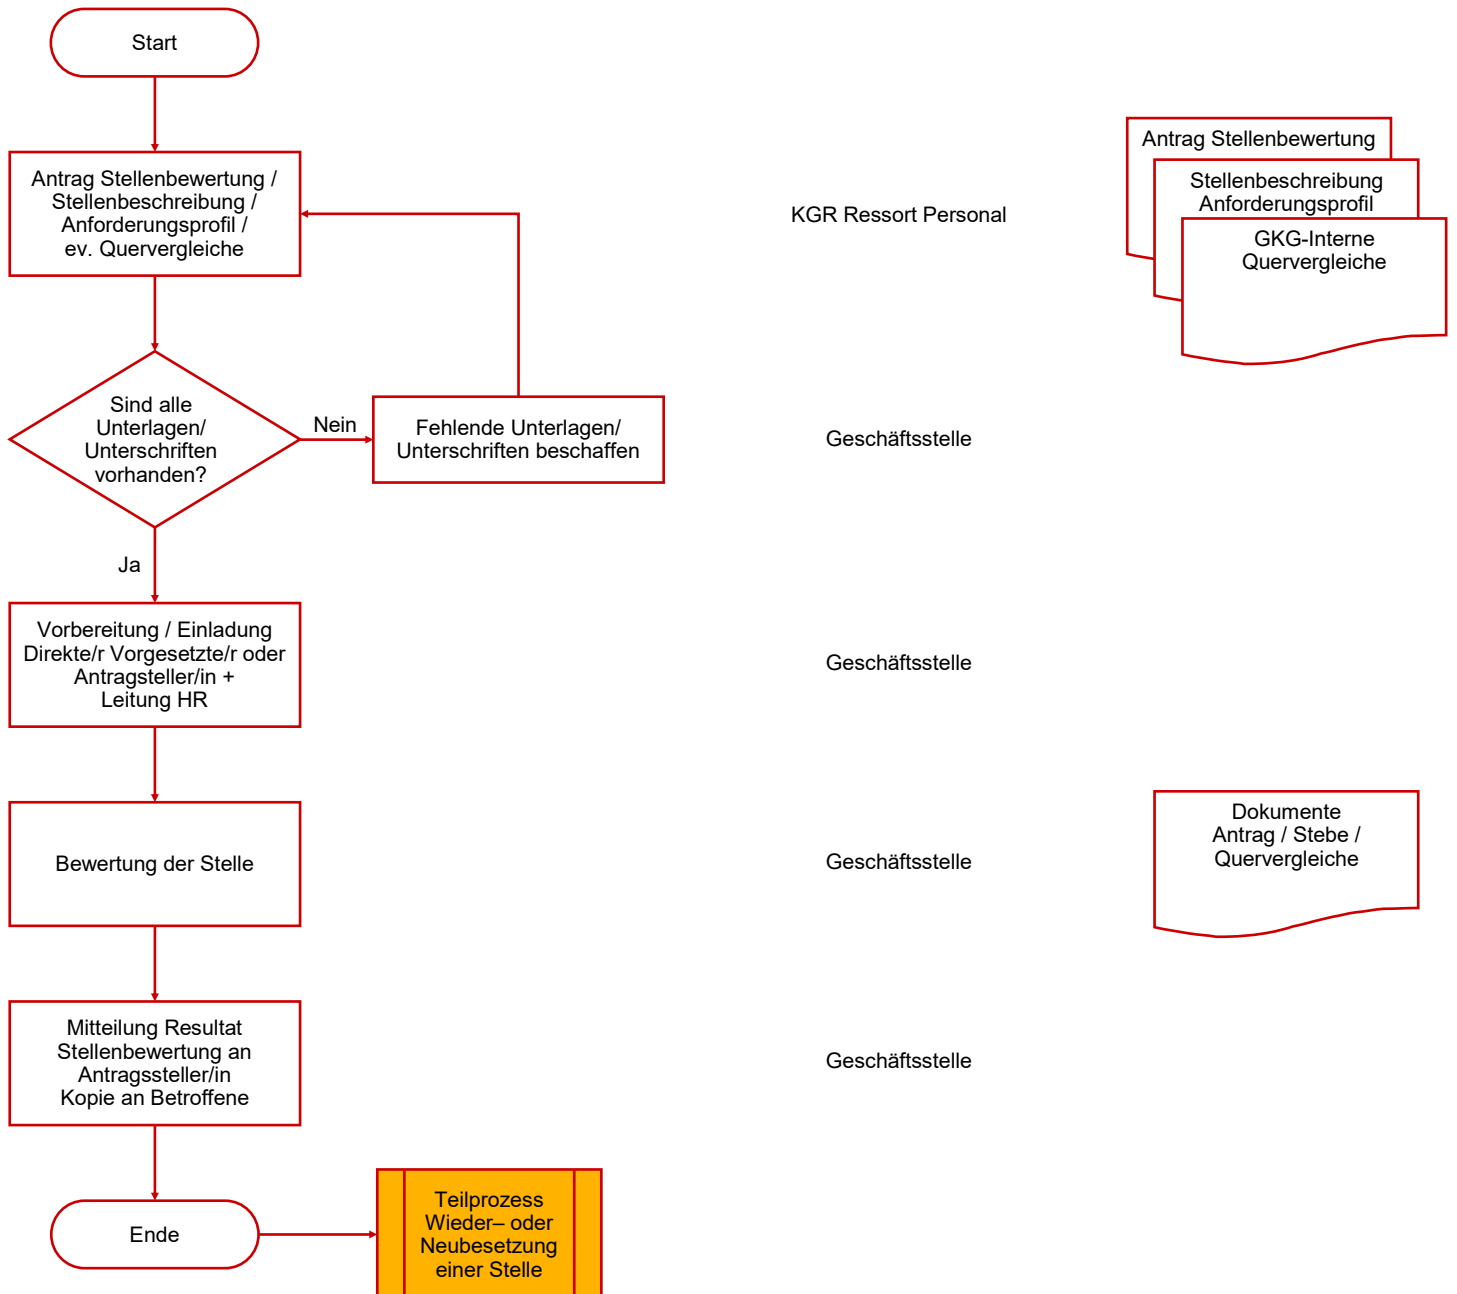 Start
Antrag Stellenbewertung /
Stellenbeschreibung /
Anforderungsprofil /
ev. Quervergleiche
KGR Ressort Personal
Antrag Stellenbewertung
Stellenbeschreibung
Anforderungsprofil
GKG-Interne
Quervergleiche
Sind alle
Unterlagen/
Unterschriften
vorhanden?
Nein
Fehlende Unterlagen/
Unterschriften beschaffen
Geschäftsstelle
Ja
Vorbereitung / Einladung
Direkte/r Vorgesetzte/r oder
Antragsteller/in +
Leitung HR
Geschäftsstelle
Bewertung der Stelle
Geschäftsstelle
Dokumente
Antrag / Stebe /
Quervergleiche
Mitteilung Resultat
Stellenbewertung an
Antragssteller/in
Kopie an Betroffene
Geschäftsstelle
Ende
Teilprozess
Wieder– oder
Neubesetzung
einer Stelle